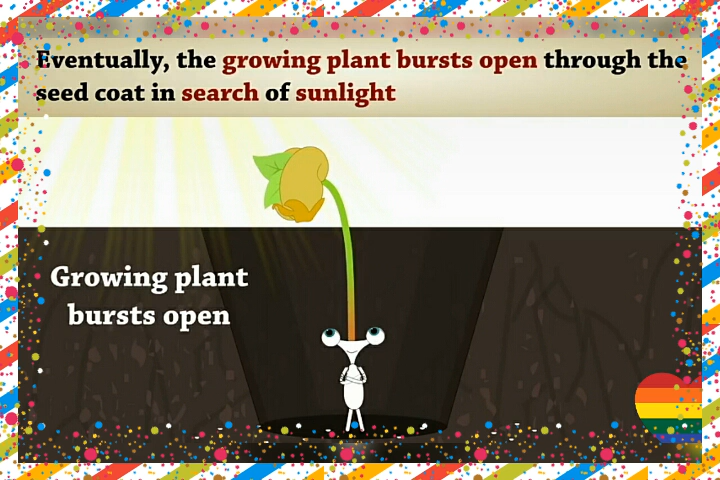 Eventually, the growing plant bursts open through the
seed coat in search of sunlight
Growing plant
bursts open